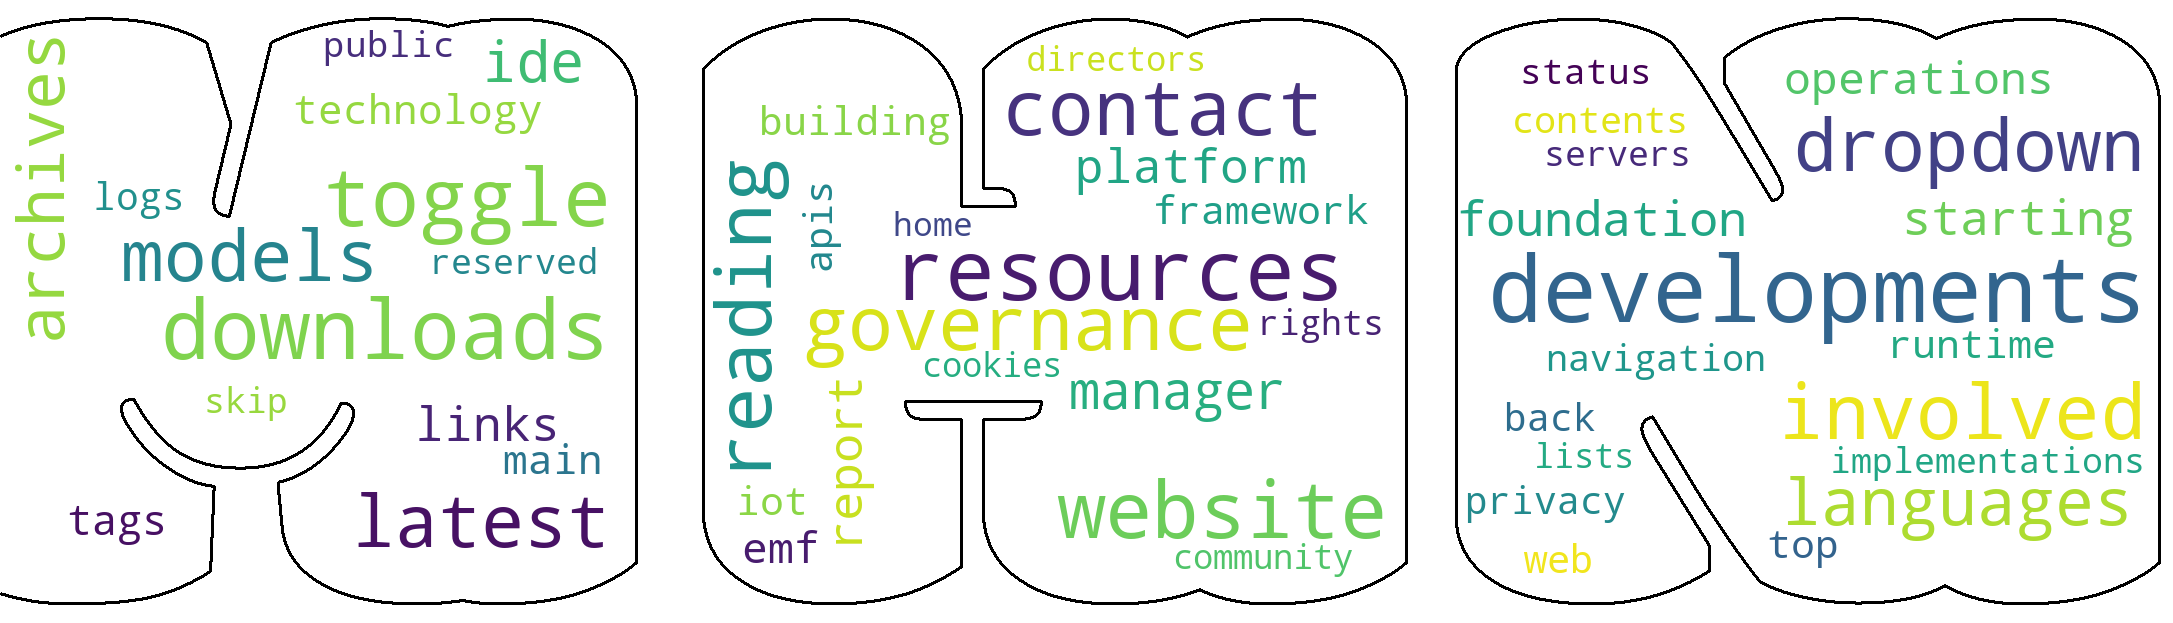 archives
public
ide
technology
toggle
logs
models
reserved
downloads
skip
links
main
tags
latest
directors
building
contact
platform
reading
apis
framework
home
resources
governance
rights
cookies
manager
report
iot
website
emf
community
status
operations
contents
dropdown
servers
foundation
starting
developments
navigation
runtime
back
involved
lists
implementations
privacy
languages
top
web